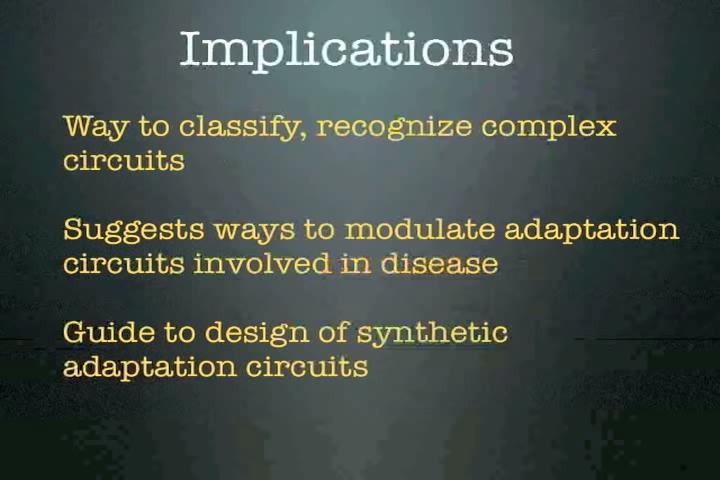 Implications
Way to classify, recognize complex
circuits
Suggests ways to modulate adaptation
circuits involved in disease
Guide to design of synthetic
adaptation circuits